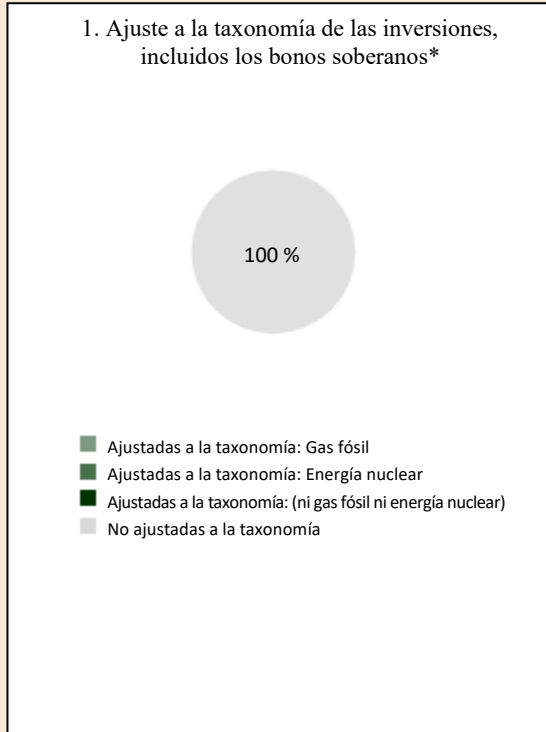 1. Ajuste a la taxonomía de las inversiones,
incluidos los bonos soberanos*
100 %
Ajustadas a la taxonomía: Gas fósil
Ajustadas a la taxonomía: Energía nuclear
Ajustadas a la taxonomía: (ni gas fósil ni energía nuclear)
No ajustadas a la taxonomía